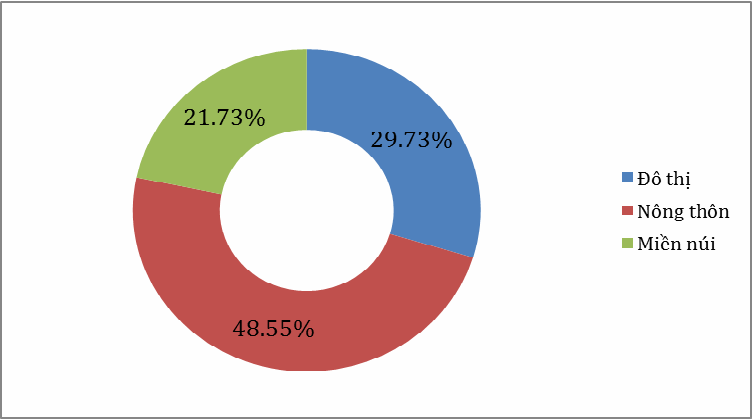 21.73%
29.73%
48.55%
Đô thị
Nông thôn
Miền núi